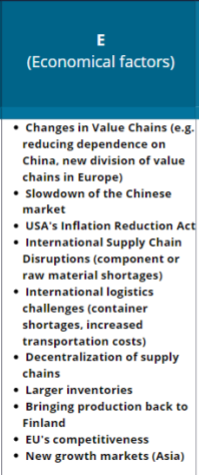 E
(Economical factors)
• Changes in Value Chains (e.g.
reducing dependence on
China, new division of value
chains in Europe)
• Slowdown of the Chinese
market
• USA's Inflation Reduction Act
• International Supply Chain
Disruptions (component or
raw material shortages)
• International logistics
challenges (container
shortages, increased
transportation costs)
• Decentralization of supply
chains
• Larger inventories
• Bringing production back to
Finland
• EU's competitiveness
• New growth markets (Asia)